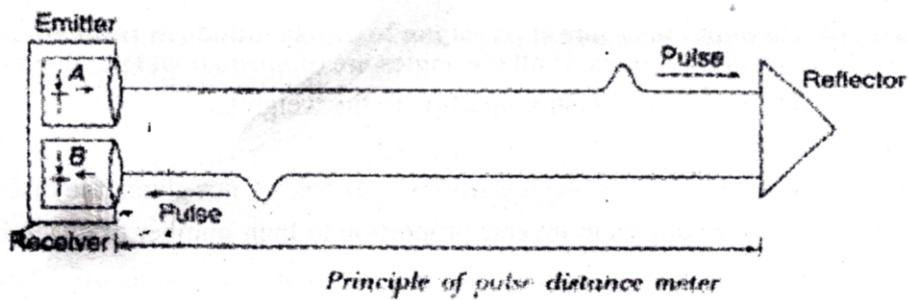 Emitter
A
Pulse
Reflector
B
Pulse
Receiver
Principle of pulse distance meter